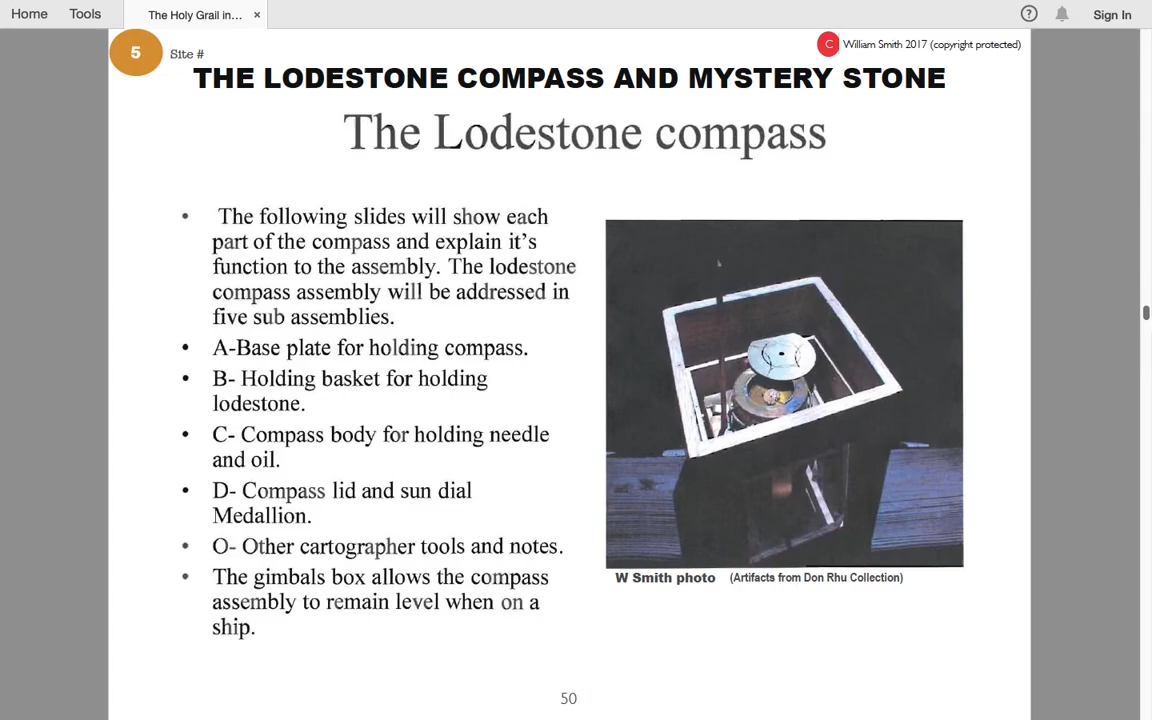 Home Tools The Holy Grail in... × ? Sign In
5 Site # C William Smith 2017 (copyright protected)
THE LODESTONE COMPASS AND MYSTERY STONE
The Lodestone compass
• The following slides will show each
part of the compass and explain it's
function to the assembly. The lodestone
compass assembly will be addressed in
five sub assemblies.
• A-Base plate for holding compass.
• B- Holding basket for holding
lodestone.
• C- Compass body for holding needle
and oil.
• D- Compass lid and sun dial
Medallion.
• O- Other cartographer tools and notes.
• The gimbals box allows the compass
assembly to remain level when on a
ship.
W Smith photo (Artifacts from Don Rhu Collection)
50